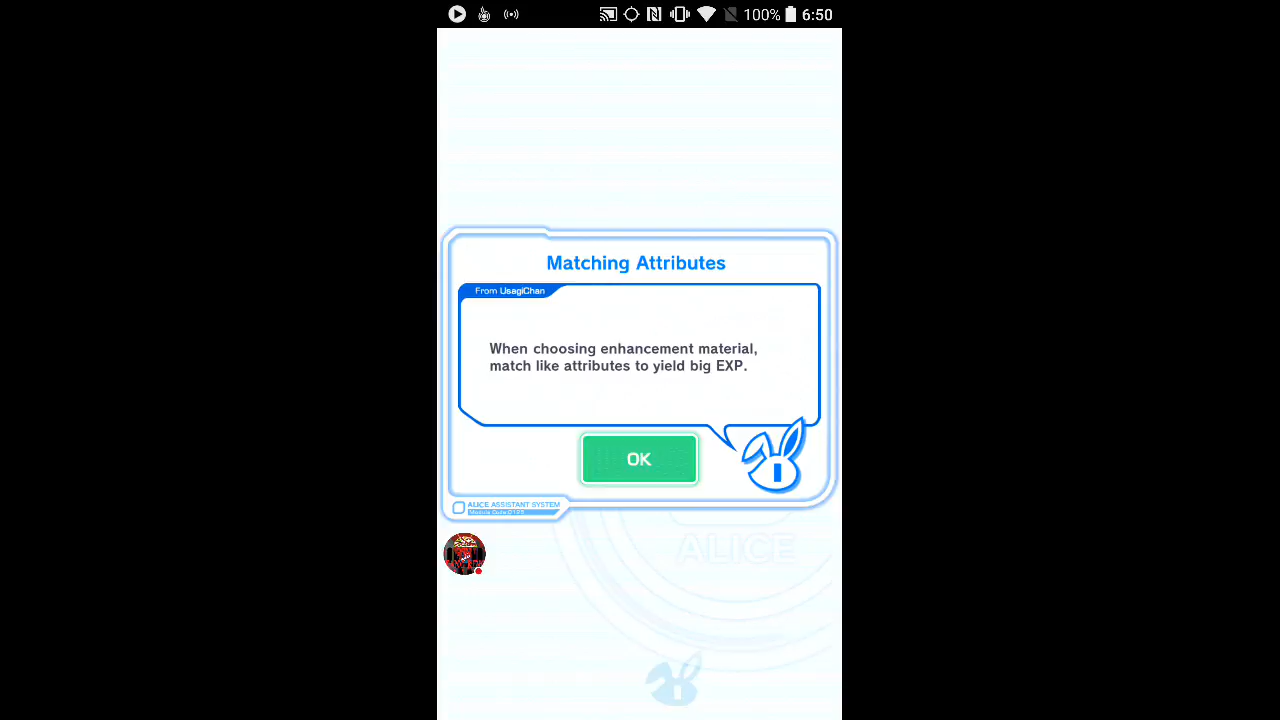 100% 6:50
Matching Attributes
From UsagiChan
When choosing enhancement material,
match like attributes to yield big EXP.
OK
ALICE ASSISTANT SYSTEM
ALICE